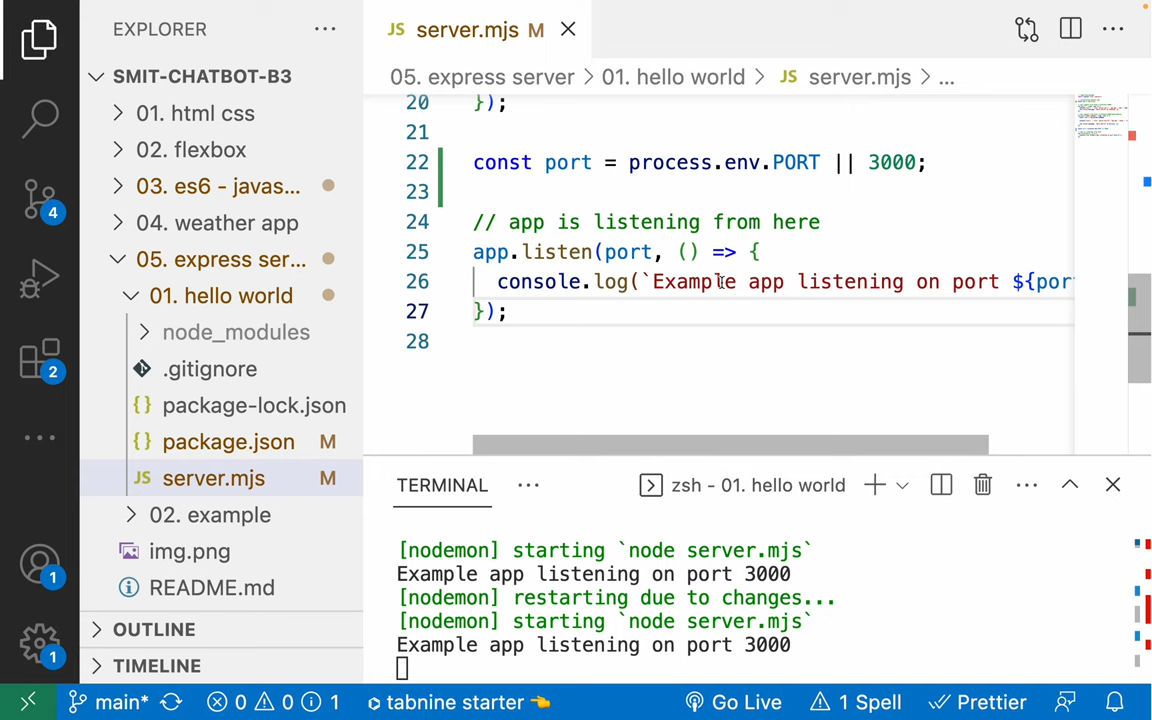 EXPLORER
SMIT-CHATBOT-B3
01. html css
02. flexbox
03. es6 - javas...
04. weather app
05. express ser...
01. hello world
node_modules
.gitignore
package-lock.json
package.json M
server.mjs M
02. example
img.png
README.md
OUTLINE
TIMELINE
4
2
1
1
JS server.mjs M
05. express server > 01. hello world > JS server.mjs > ...
20 });
21
22 const port = process.env.PORT || 3000;
23
24 // app is listening from here
25 app.listen(port, () => {
26 console.log(`Example app listening on port ${por
27 });
28
TERMINAL
zsh - 01. hello world
[nodemon] starting `node server.mjs`
Example app listening on port 3000
[nodemon] restarting due to changes...
[nodemon] starting `node server.mjs`
Example app listening on port 3000
main* 0 0 1 tabnine starter Go Live 1 Spell Prettier